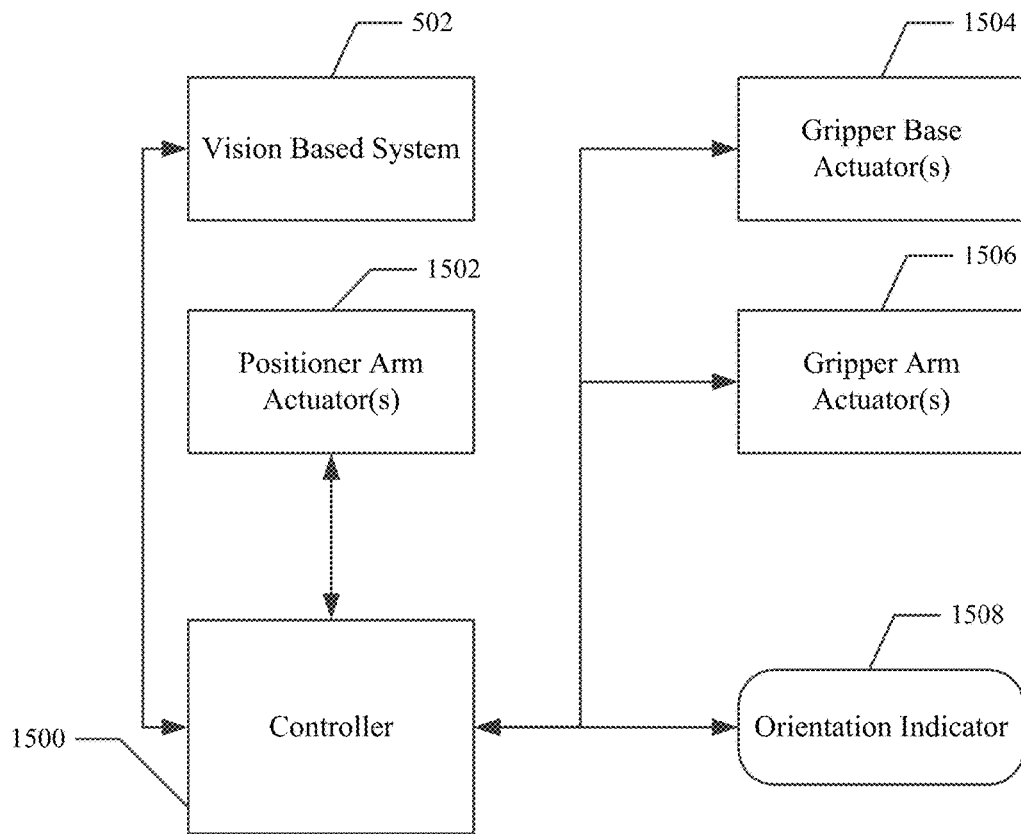 502
Vision Based System
1504
Gripper Base
Actuator(s)
1502
Positioner Arm
Actuator(s)
1506
Gripper Arm
Actuator(s)
1500
Controller
1508
Orientation Indicator